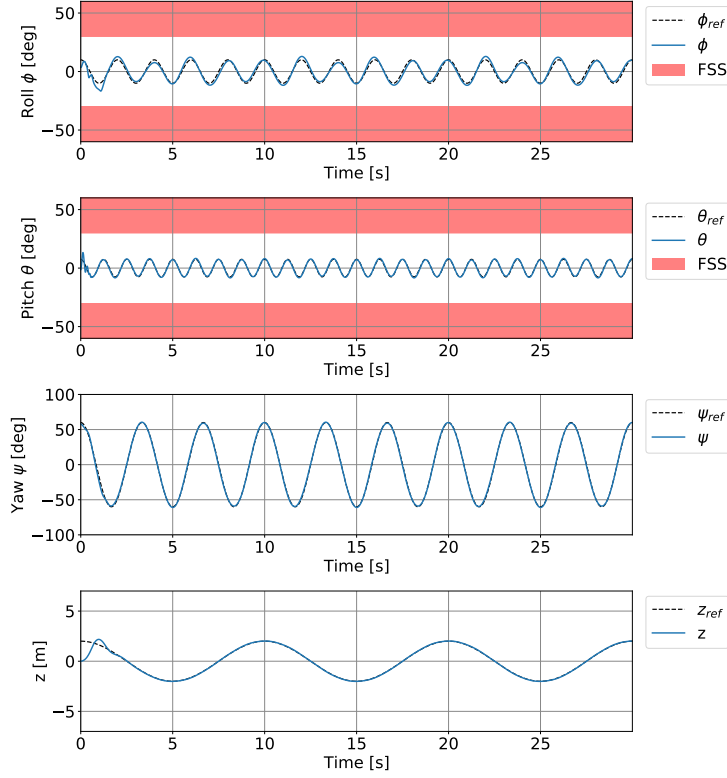 Roll ϕ [deg]
50
0
−50
0 5 10 15 20 25
Time [s]
ϕref
ϕ
FSS
Pitch θ [deg]
50
0
−50
0 5 10 15 20 25
Time [s]
θref
θ
FSS
Yaw ψ [deg]
100
50
0
−50
−100
0 5 10 15 20 25
Time [s]
ψref
ψ
z [m]
5
0
−5
0 5 10 15 20 25
Time [s]
zref
z